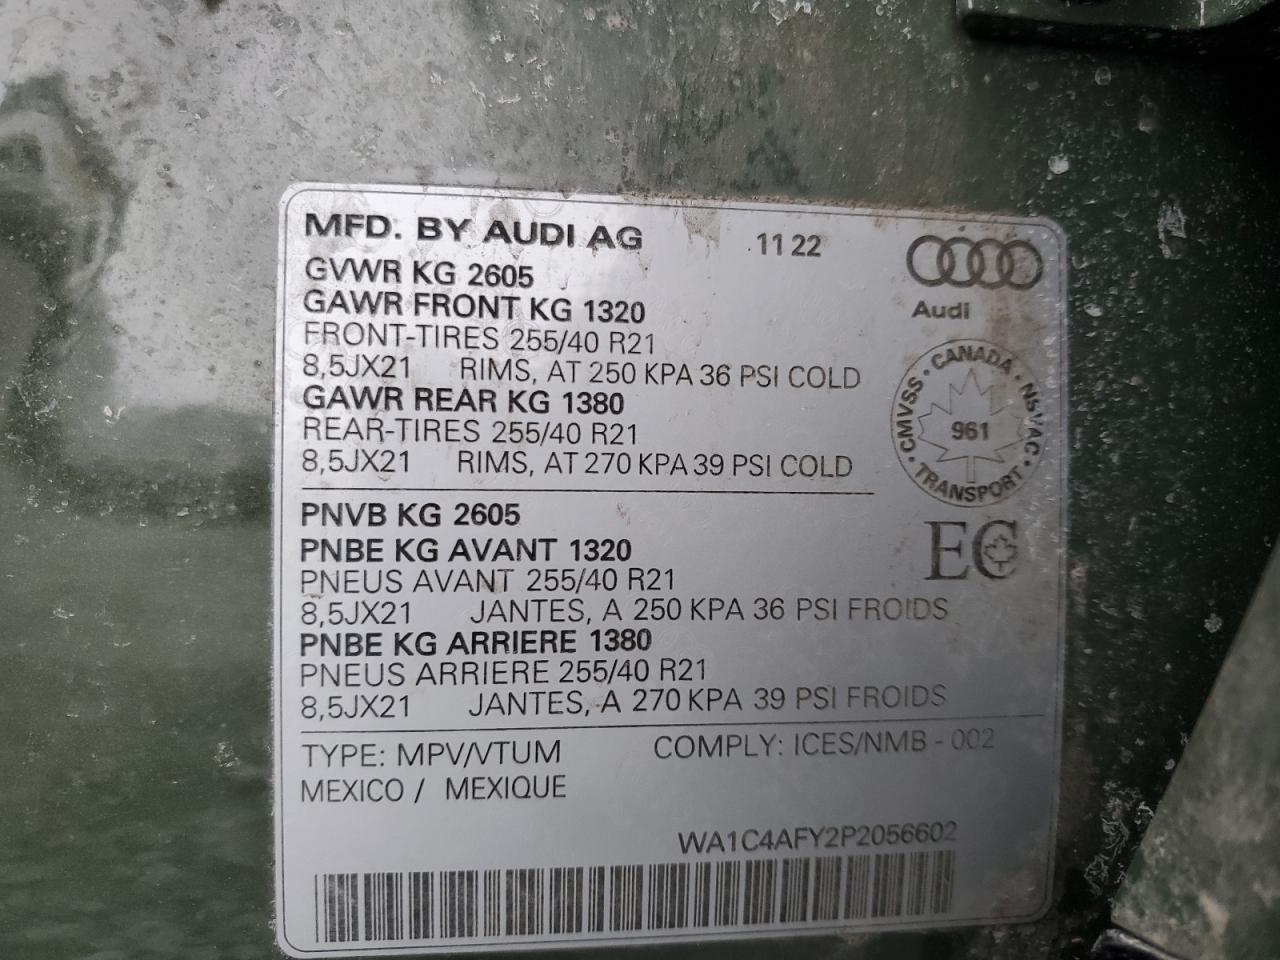 MFD. BY AUDI AG 11 22
GVWR KG 2605
GAWR FRONT KG 1320
FRONT-TIRES 255/40 R21
8,5JX21 RIMS, AT 250 KPA 36 PSI COLD
GAWR REAR KG 1380
REAR-TIRES 255/40 R21
8,5JX21 RIMS, AT 270 KPA 39 PSI COLD
Audi
CANADA • NSVAC • TRANSPORT • CMVSS •
961
PNVB KG 2605
PNBE KG AVANT 1320
PNEUS AVANT 255/40 R21
8,5JX21 JANTES, A 250 KPA 36 PSI FROIDS
PNBE KG ARRIERE 1380
PNEUS ARRIERE 255/40 R21
8,5JX21 JANTES, A 270 KPA 39 PSI FROIDS
EC
TYPE: MPV/VTUM COMPLY: ICES/NMB - 002
MEXICO / MEXIQUE
WA1C4AFY2P2056602